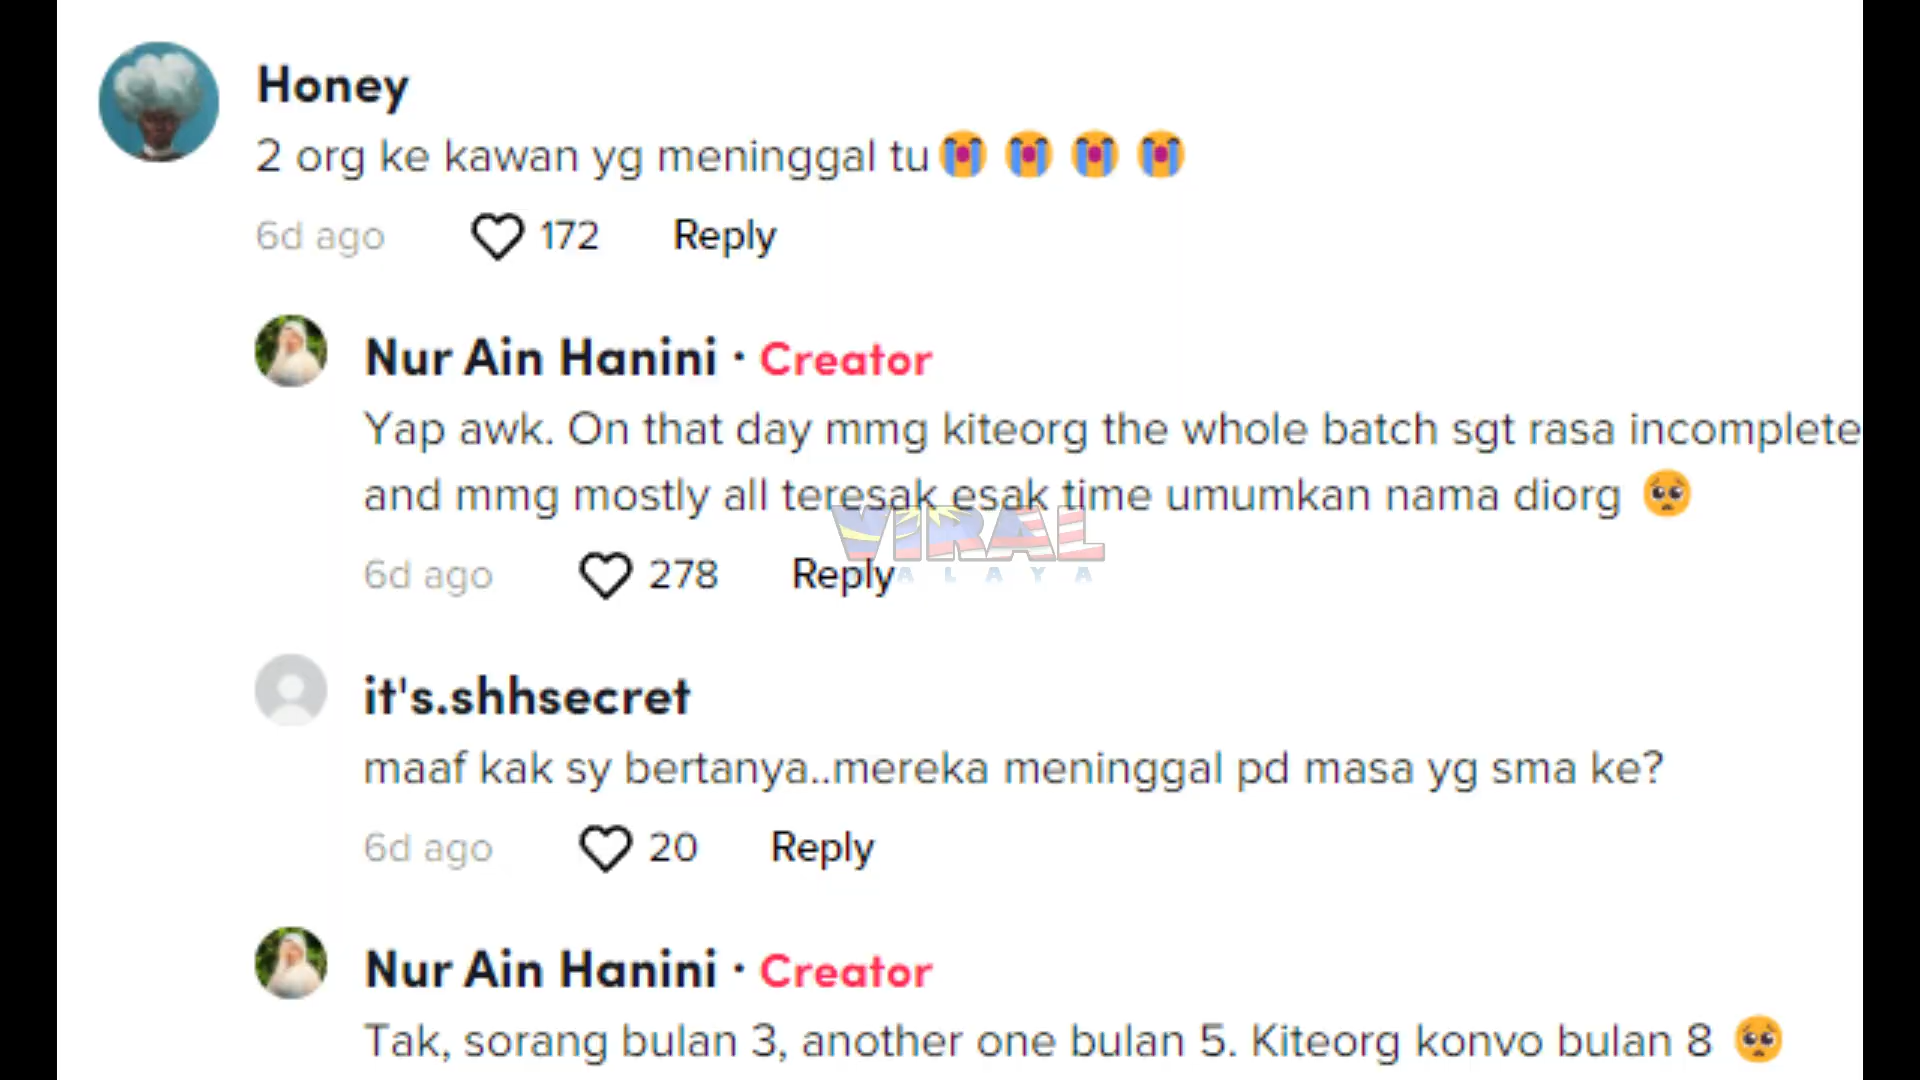 Honey
2 org ke kawan yg meninggal tu😭😭😭😭
6d ago 172 Reply
Nur Ain Hanini · Creator
Yap awk. On that day mmg kiteorg the whole batch sgt rasa incomplete
and mmg mostly all teresak esak time umumkan nama diorg 🥺
VIRAL
6d ago 278 Reply ALAYA
it's.shhsecret
maaf kak sy bertanya..mereka meninggal pd masa yg sma ke?
6d ago 20 Reply
Nur Ain Hanini · Creator
Tak, sorang bulan 3, another one bulan 5. Kiteorg konvo bulan 8 🥺